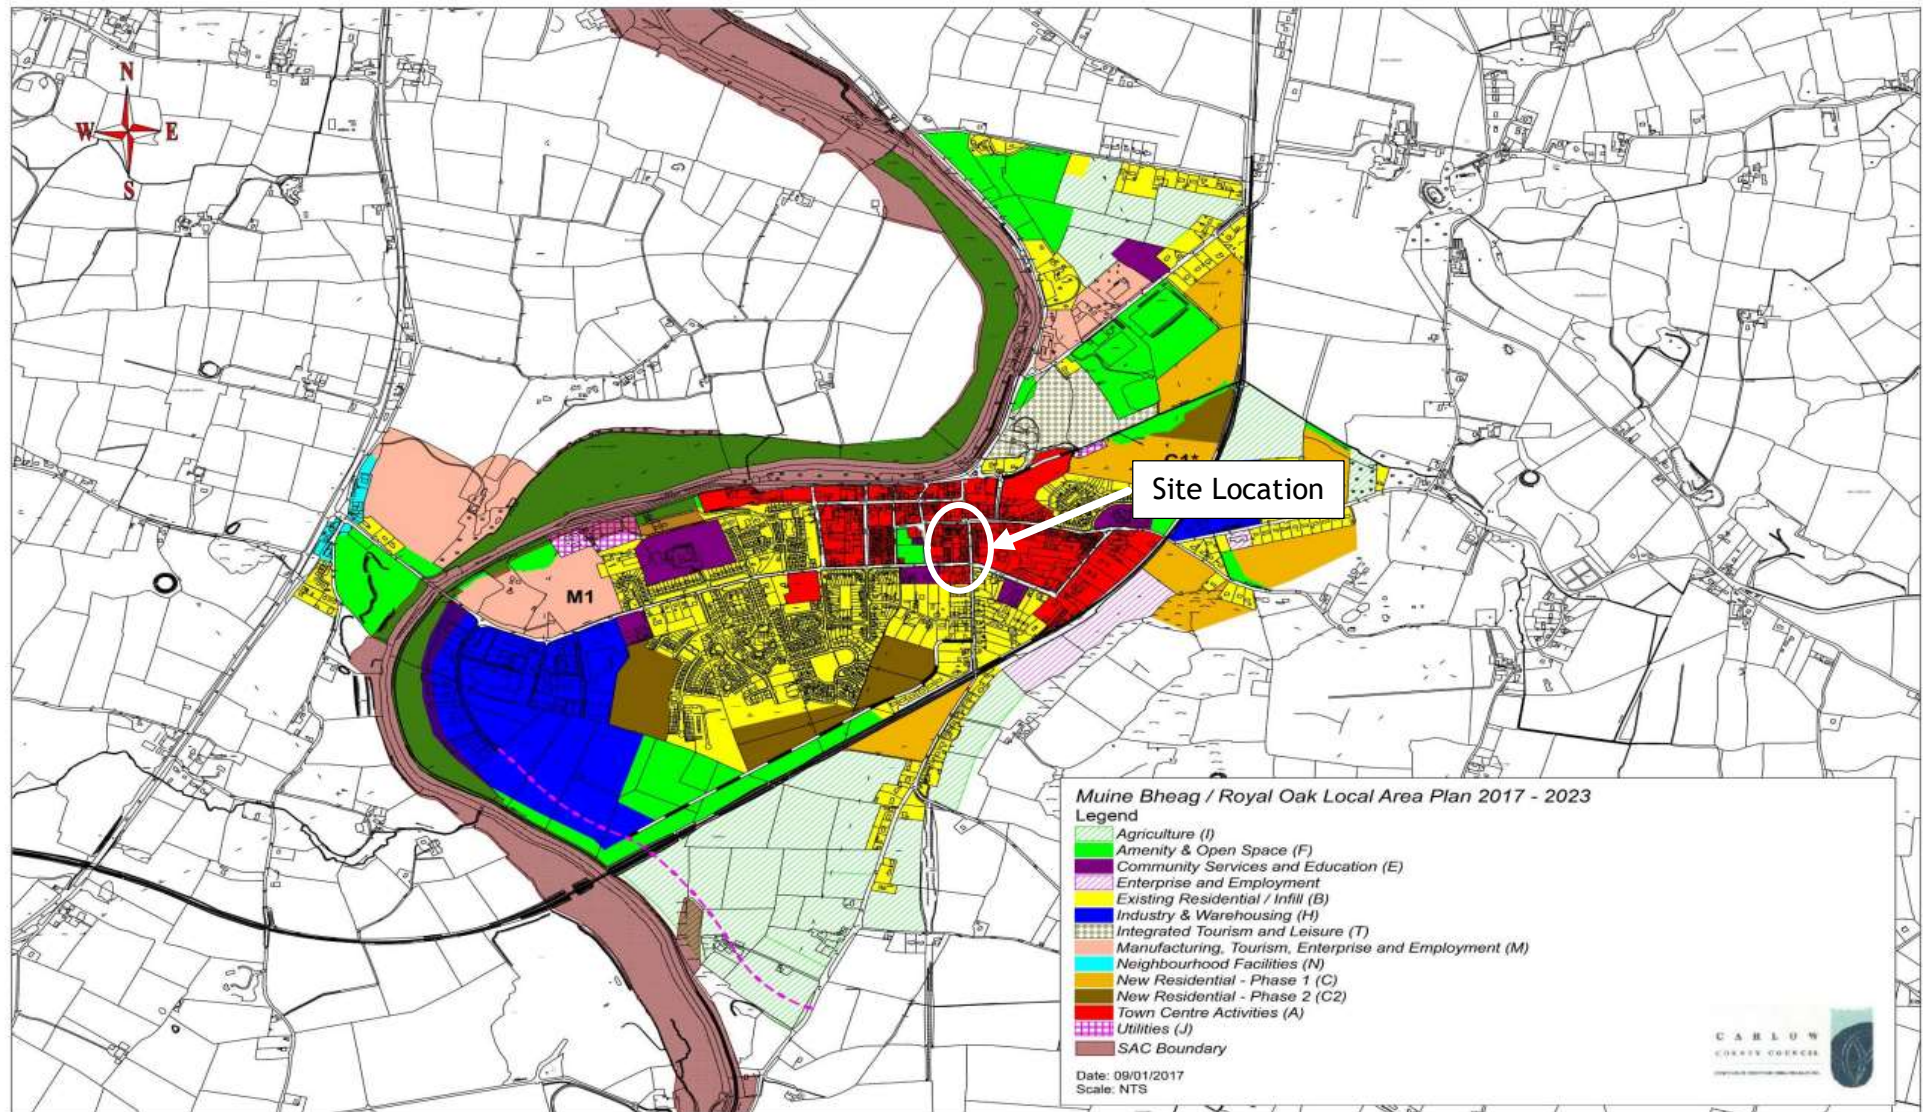 N
W E
S
C1*
Site Location
M1
Muine Bheag / Royal Oak Local Area Plan 2017 - 2023
Legend
Agriculture (I)
Amenity & Open Space (F)
Community Services and Education (E)
Enterprise and Employment
Existing Residential / Infill (B)
Industry & Warehousing (H)
Integrated Tourism and Leisure (T)
Manufacturing, Tourism, Enterprise and Employment (M)
Neighbourhood Facilities (N)
New Residential - Phase 1 (C)
New Residential - Phase 2 (C2)
Town Centre Activities (A)
Utilities (J)
SAC Boundary
Date: 09/01/2017
Scale: NTS
CARLOW
COUNTY COUNCIL